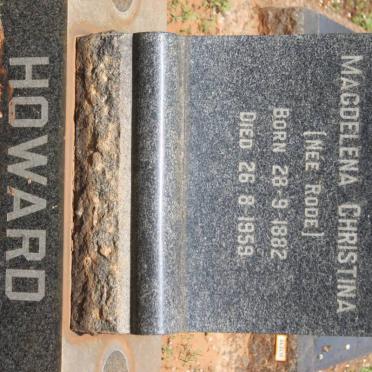 MAGDELENA CHRISTINA
(NEE RODE)
BORN 28·9·1882
DIED 26·8·1959
HOWARD